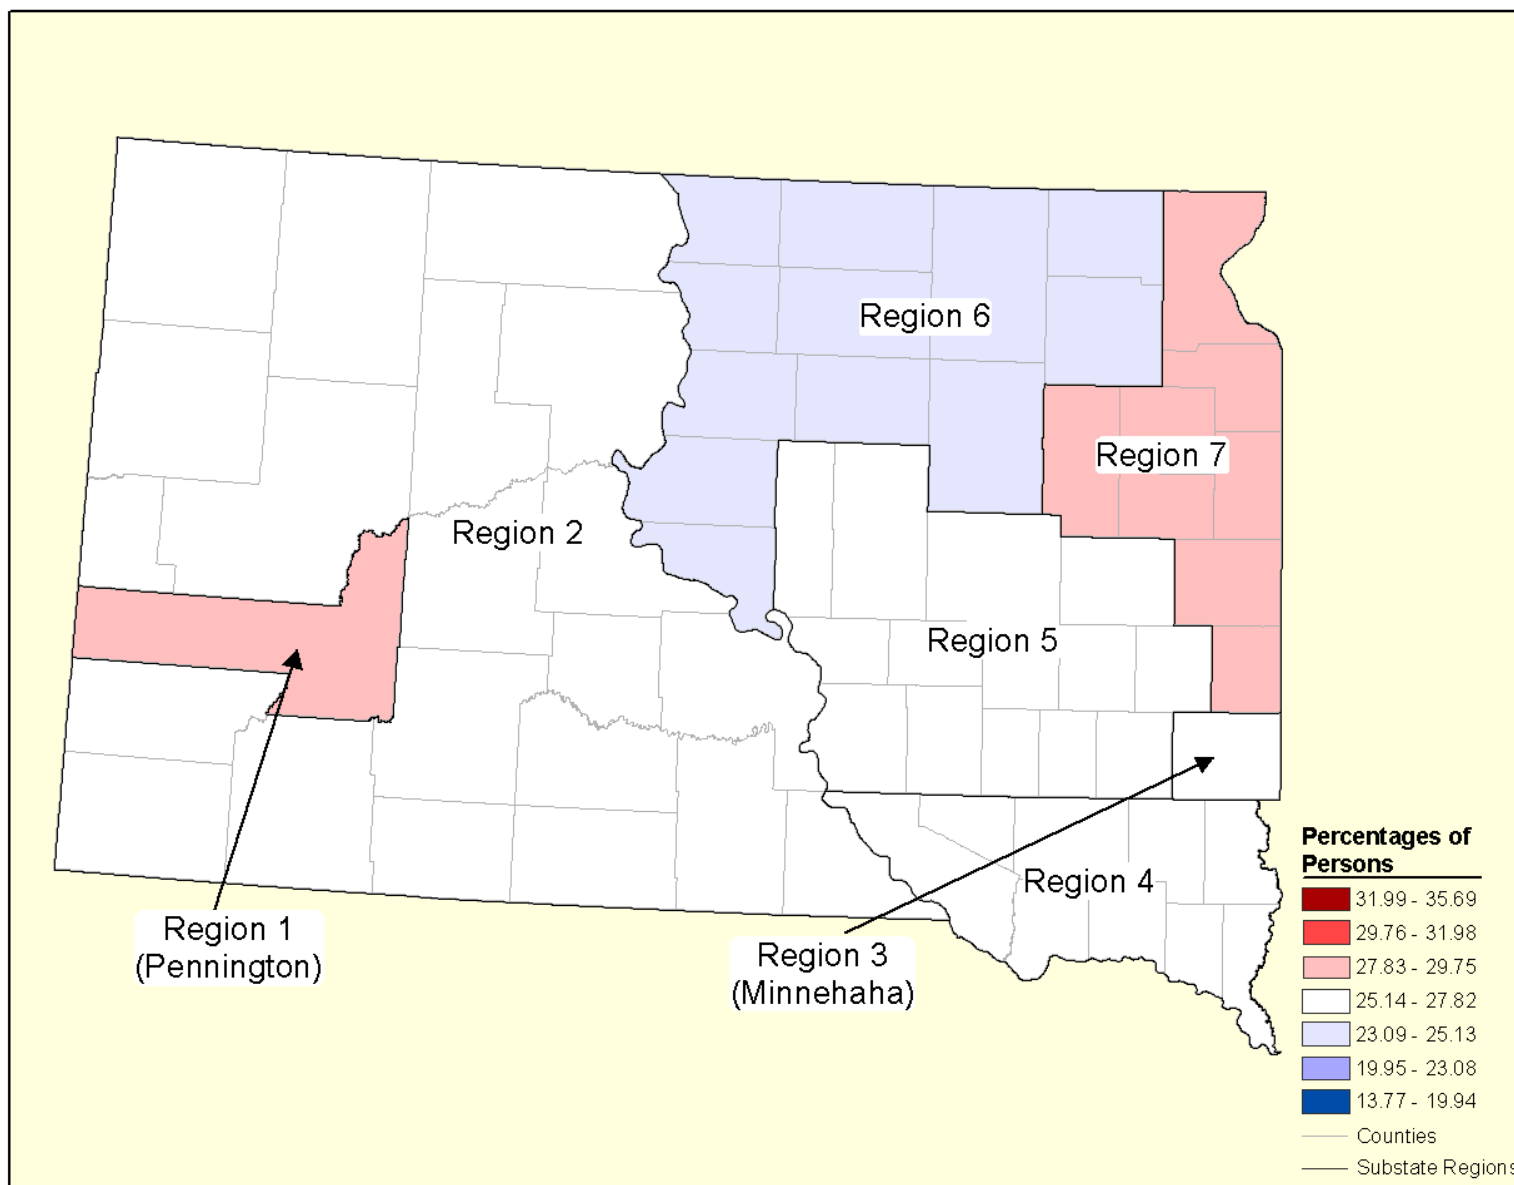 Region 6
Region 7
Region 2
Region 5
Region 4
Region 1
(Pennington)
Region 3
(Minnehaha)
Percentages of
Persons
31.99 - 35.69
29.76 - 31.98
27.83 - 29.75
25.14 - 27.82
23.09 - 25.13
19.95 - 23.08
13.77 - 19.94
Counties
Substate Regions